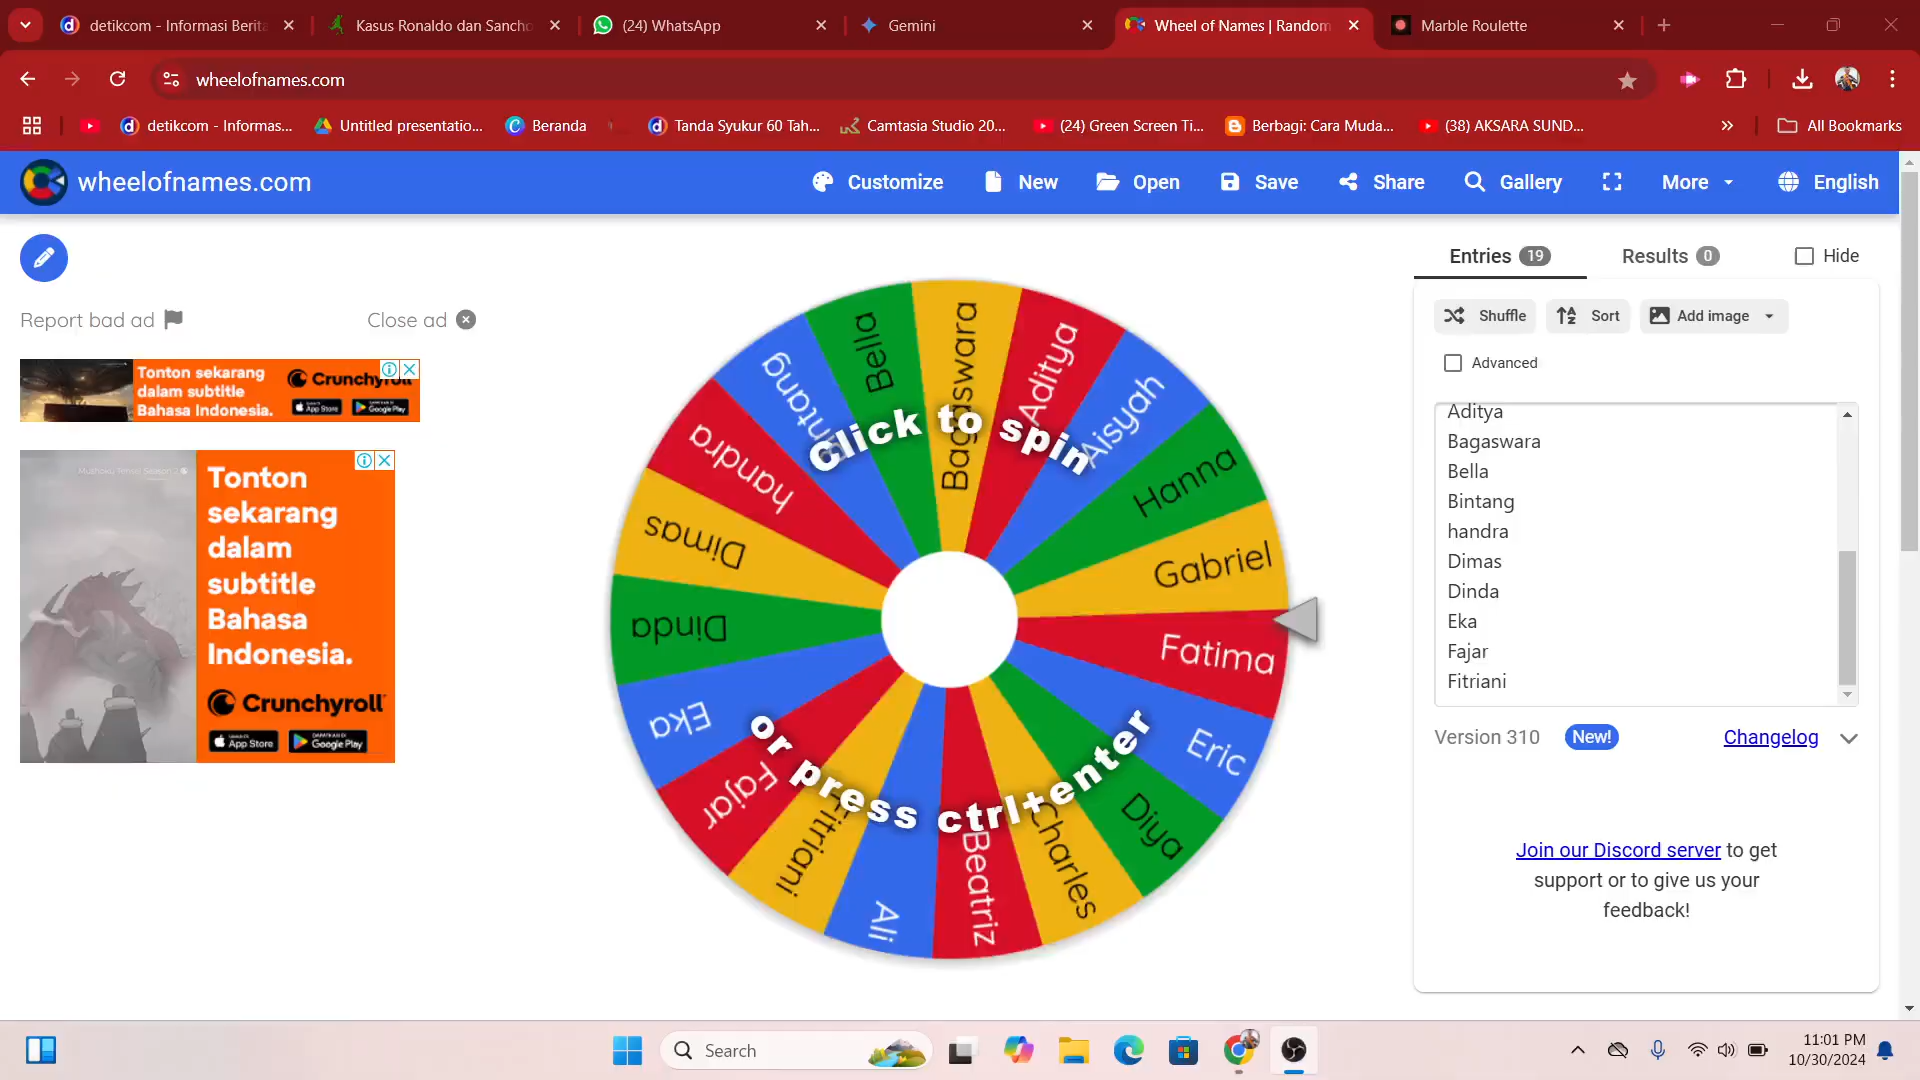 detikcom - Informasi Berita
Kasus Ronaldo dan Sancho
(24) WhatsApp
Gemini
Wheel of Names | Random
Marble Roulette
wheelofnames.com
detikcom - Informas...
Untitled presentatio...
Beranda
Tanda Syukur 60 Tah...
Camtasia Studio 20...
(24) Green Screen Ti...
Berbagi: Cara Muda...
(38) AKSARA SUND...
All Bookmarks
wheelofnames.com
Customize
New
Open
Save
Share
Gallery
More
English
Report bad ad
Close ad
Tonton sekarang
dalam subtitle
Bahasa Indonesia.
Crunchyroll
App Store
Google Play
Tonton
sekarang
dalam
subtitle
Bahasa
Indonesia.
Crunchyroll
App Store
Google Play
Click to spin
or press ctrl+enter
Bella
Bagaswara
Aditya
Aisyah
Hanna
Gabriel
Fatima
Eric
Diya
Charles
Beatriz
Ali
Fitriani
Fajar
Eka
Dinda
Dimas
handra
Bintang
Entries 19
Results 0
Hide
Shuffle
Sort
Add image
Advanced
Aditya
Bagaswara
Bella
Bintang
handra
Dimas
Dinda
Eka
Fajar
Fitriani
Version 310
New!
Changelog
Join our Discord server to get
support or to give us your
feedback!
Search
11:01 PM
10/30/2024